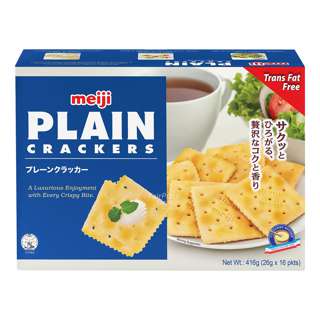 Trans Fat
Free
meiji
PLAIN
CRACKERS
プレーンクラッカー
A Luxurious Enjoyment
with Every Crispy Bite.
サクッと
ひろがる、
贅沢なコクと香り
Net Wt.: 416g (26g x 16 pkts)